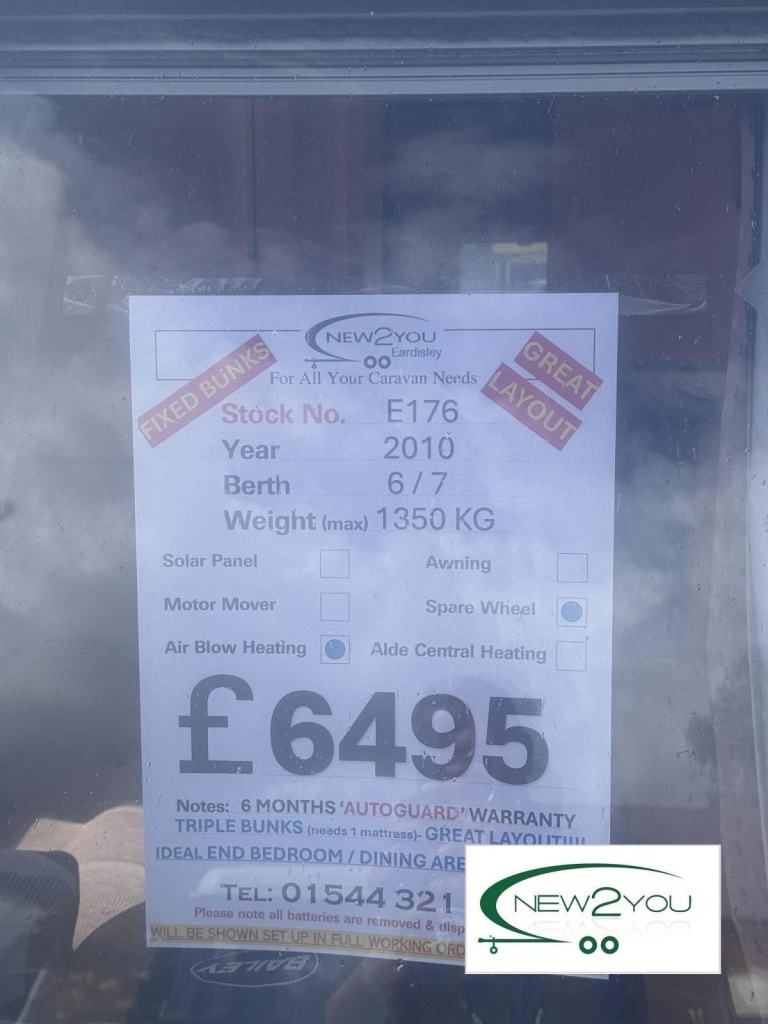 NEW2YOU
Eardisley
For All Your Caravan Needs
FIXED BUNKS
GREAT
LAYOUT
Stock No. E176
Year 2010
Berth 6/7
Weight (max) 1350 KG
Solar Panel Awning
Motor Mover Spare Wheel
Air Blow Heating Alde Central Heating
£6495
Notes: 6 MONTHS 'AUTOGUARD' WARRANTY
TRIPLE BUNKS (needs 1 mattress)- GREAT LAYOUT!!!!
IDEAL END BEDROOM / DINING ARE
TEL: 01544 321
Please note all batteries are removed & disp
WILL BE SHOWN SET UP IN FULL WORKING ORD
BAILEY
NEW2YOU